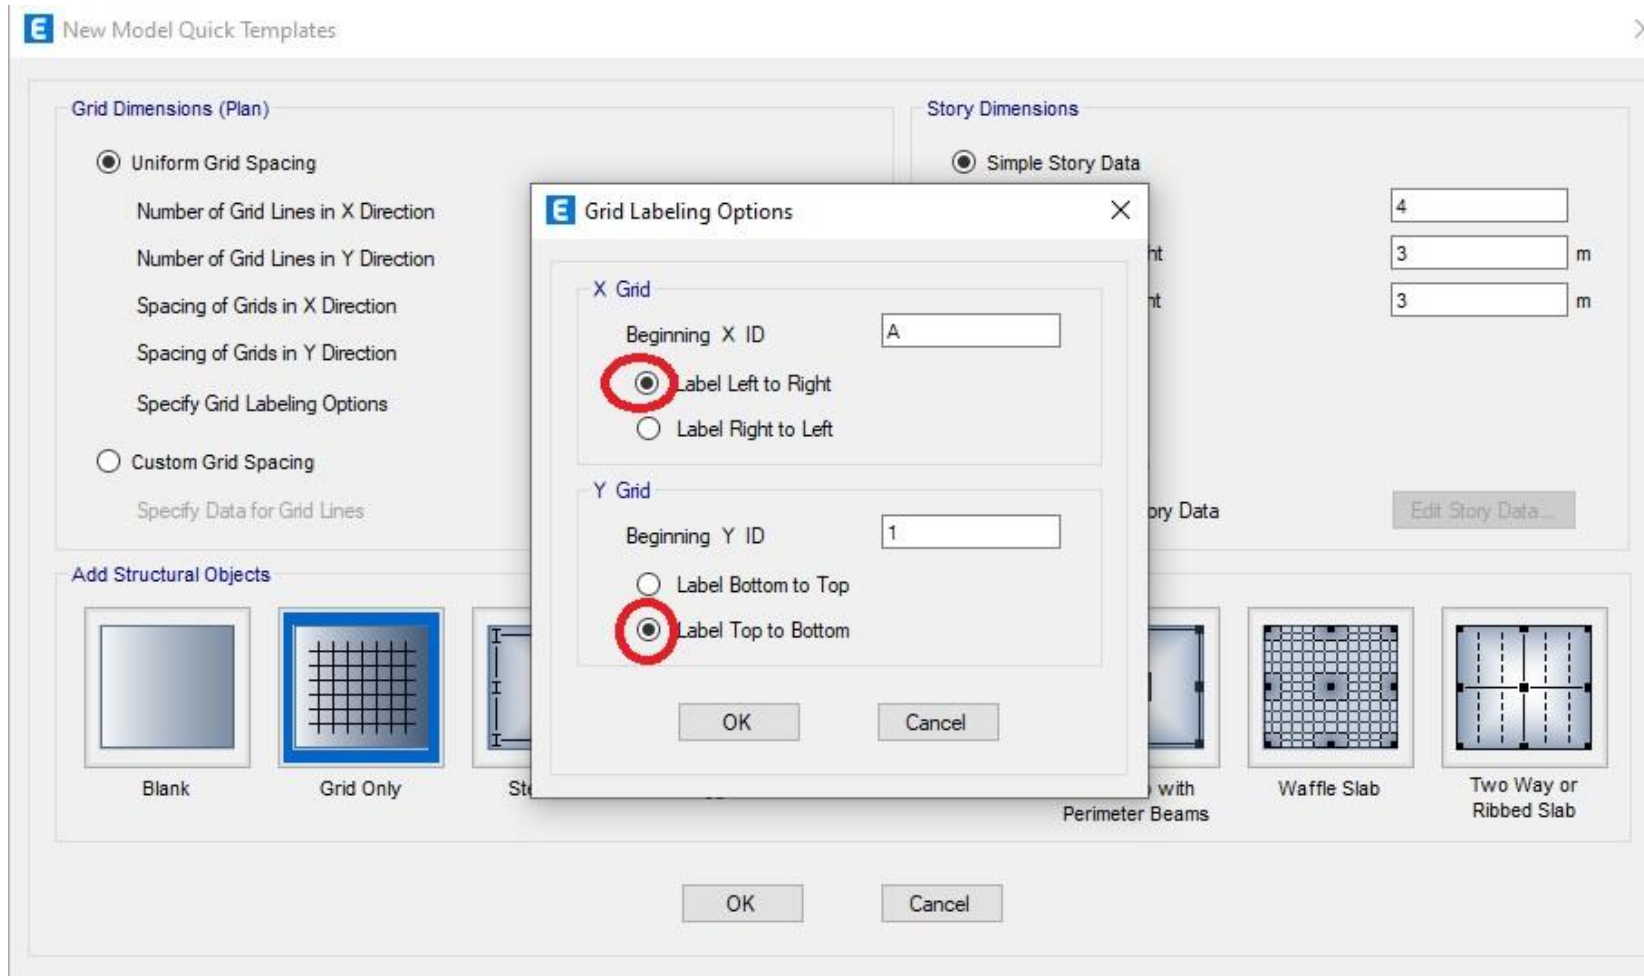 E New Model Quick Templates
Grid Dimensions (Plan)
Uniform Grid Spacing
Number of Grid Lines in X Direction
Number of Grid Lines in Y Direction
Spacing of Grids in X Direction
Spacing of Grids in Y Direction
Specify Grid Labeling Options
Custom Grid Spacing
Specify Data for Grid Lines
Story Dimensions
Simple Story Data
4
ht
3 m
ht
3 m
ory Data
Edit Story Data...
E Grid Labeling Options
X Grid
Beginning X ID
A
Label Left to Right
Label Right to Left
Y Grid
Beginning Y ID
1
Label Bottom to Top
Label Top to Bottom
OK
Cancel
Add Structural Objects
Blank
Grid Only
with
Perimeter Beams
Waffle Slab
Two Way or
Ribbed Slab
OK
Cancel